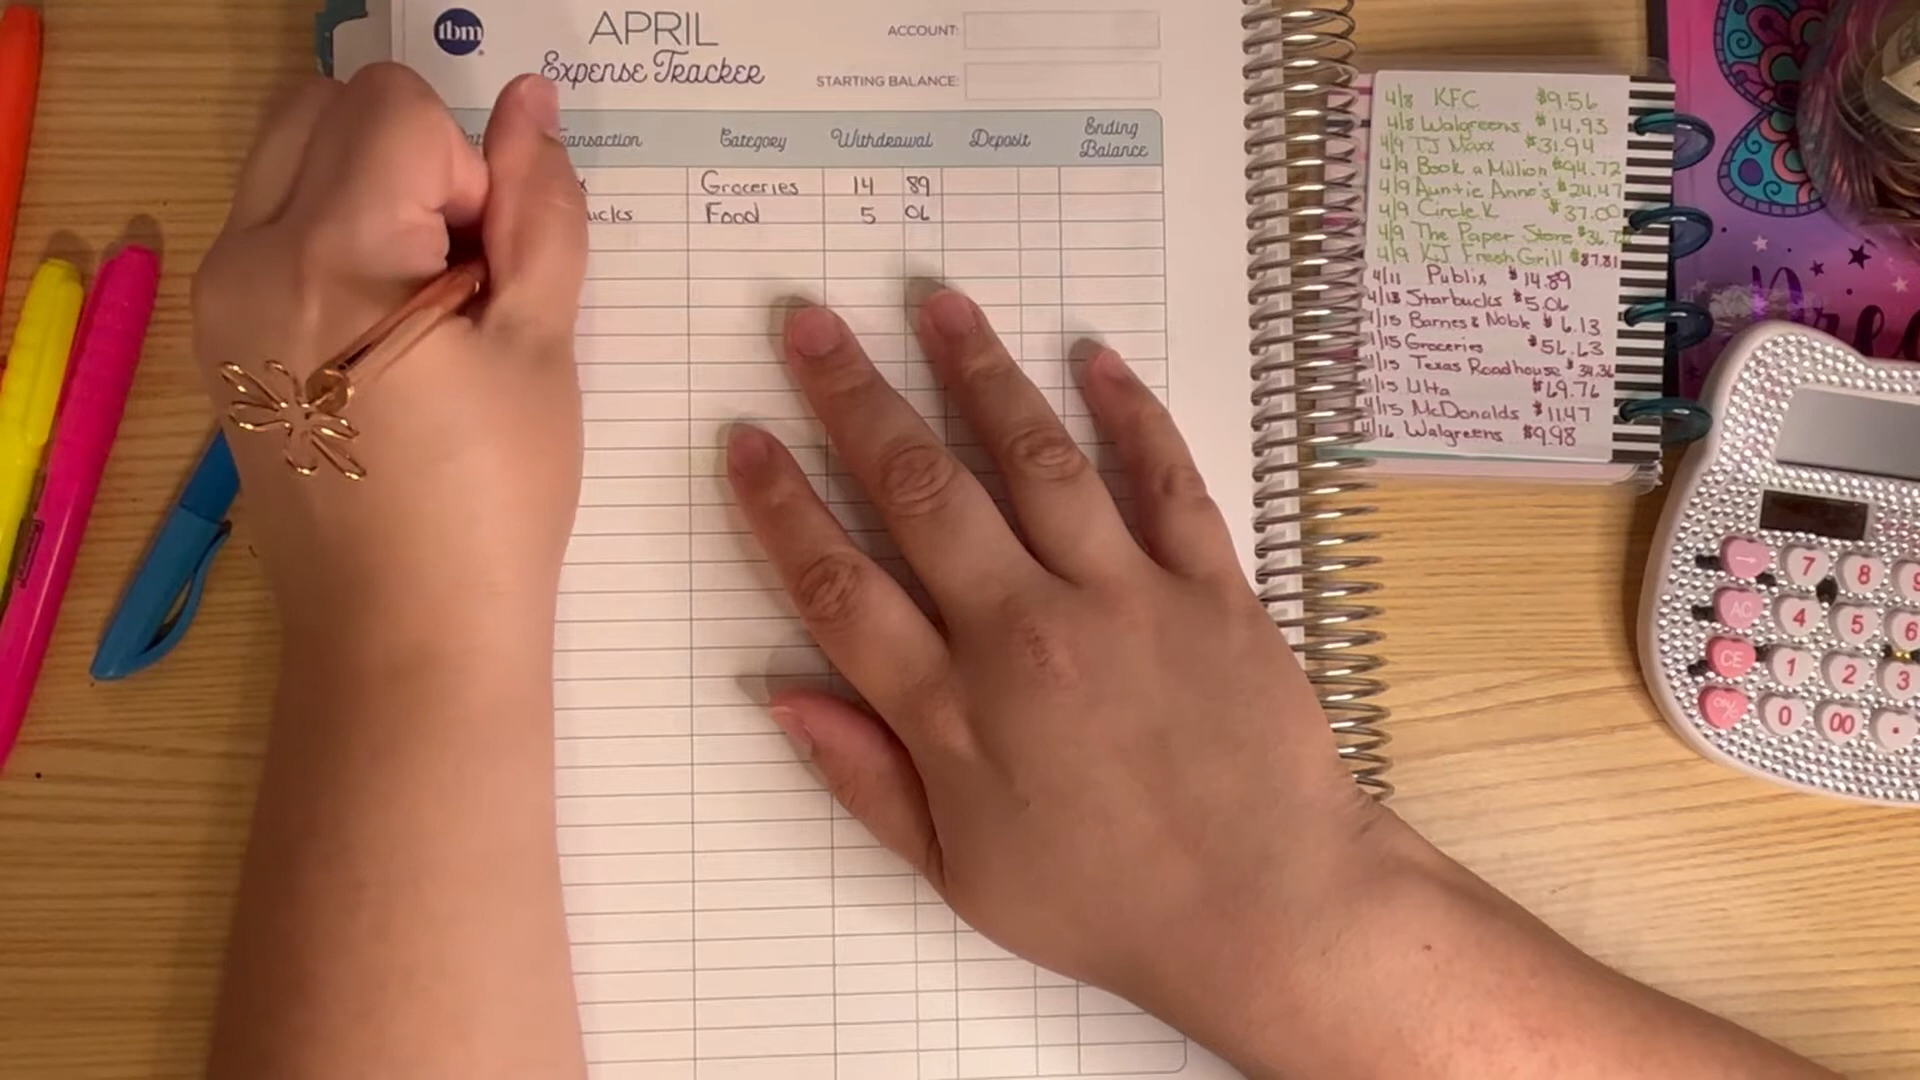 tbm
APRIL
Expense Tracker
ACCOUNT:
STARTING BALANCE:
Category Withdrawal Deposit Ending Balance
Groceries 14 89
Food 5 06
4/8 KFC $9.56
4/8 Walgreens $14.93
4/9 TJ Maxx $31.94
4/9 Book a Million $94.72
4/9 Auntie Anne's $24.47
4/9 Circle K $37.00
4/9 The Paper Store
4/9 KJ Fresh Grill $87.81
4/11 Publix $14.89
4/13 Starbucks $5.06
4/15 Barnes & Noble $6.13
4/15 Groceries $56.63
4/15 Texas Roadhouse $34.36
4/15 Ulta $69.76
4/15 McDonalds $11.47
4/16 Walgreens $9.98
→ 7 8 9
AC 4 5 6
CE 1 2 3
0 00 .